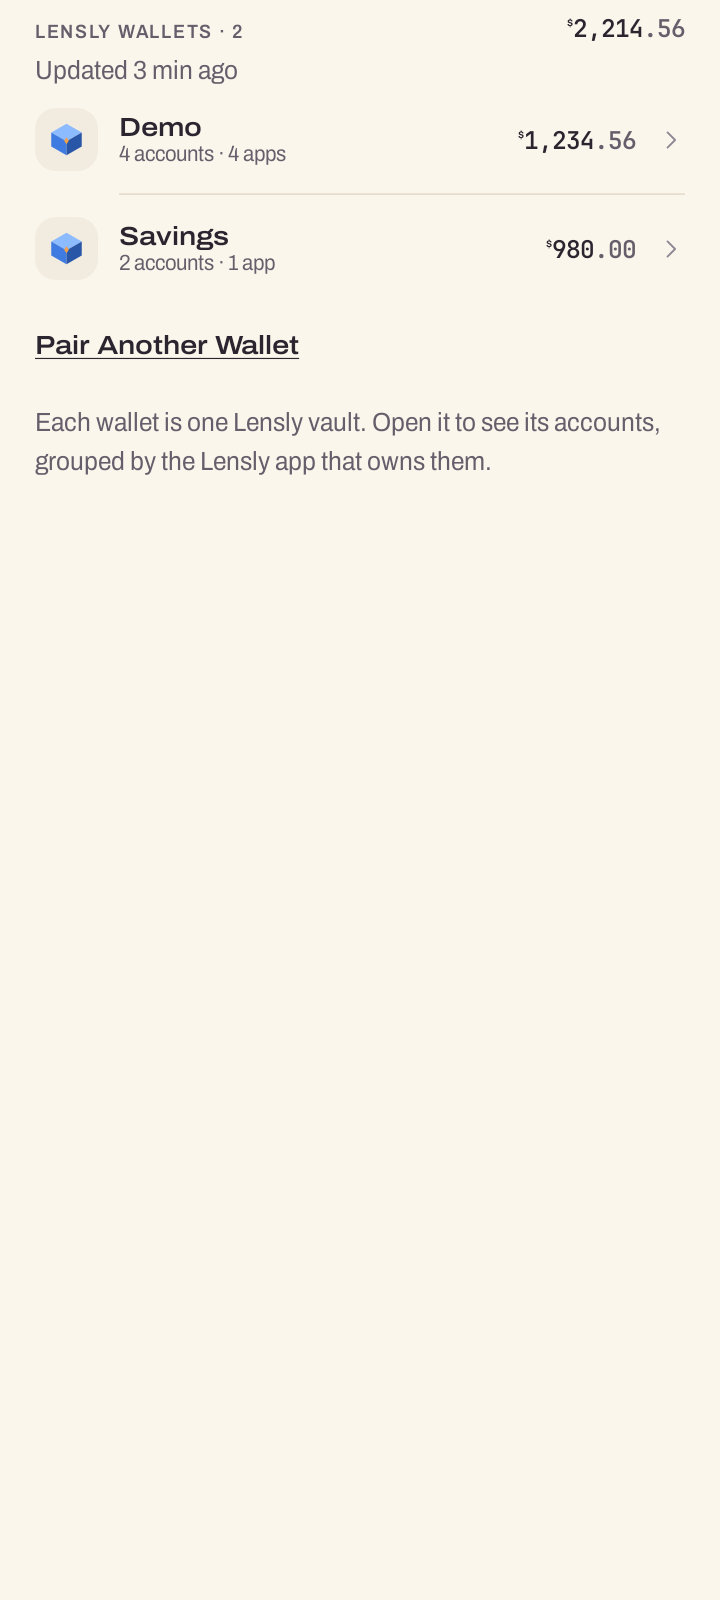 LENSLY WALLETS · 2
$2,214.56
Updated 3 min ago
Demo
$1,234.56
4 accounts · 4 apps
Savings
$980.00
2 accounts · 1 app
Pair Another Wallet
Each wallet is one Lensly vault. Open it to see its accounts,
grouped by the Lensly app that owns them.